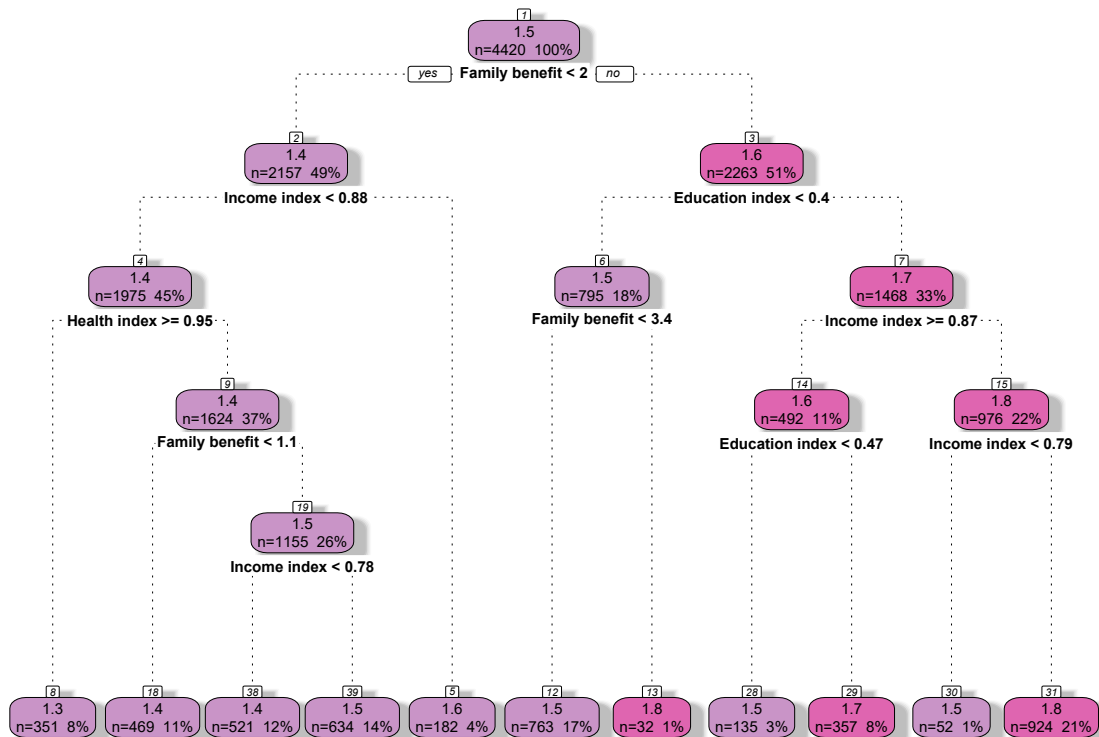 1
1.5
n=4420 100%
yes Family benefit < 2 no
2
1.4
n=2157 49%
Income index < 0.88
3
1.6
n=2263 51%
Education index < 0.4
4
1.4
n=1975 45%
Health index >= 0.95
6
1.5
n=795 18%
Family benefit < 3.4
7
1.7
n=1468 33%
Income index >= 0.87
9
1.4
n=1624 37%
Family benefit < 1.1
14
1.6
n=492 11%
Education index < 0.47
15
1.8
n=976 22%
Income index < 0.79
19
1.5
n=1155 26%
Income index < 0.78
8
1.3
n=351 8%
18
1.4
n=469 11%
38
1.4
n=521 12%
39
1.5
n=634 14%
5
1.6
n=182 4%
12
1.5
n=763 17%
13
1.8
n=32 1%
28
1.5
n=135 3%
29
1.7
n=357 8%
30
1.5
n=52 1%
31
1.8
n=924 21%